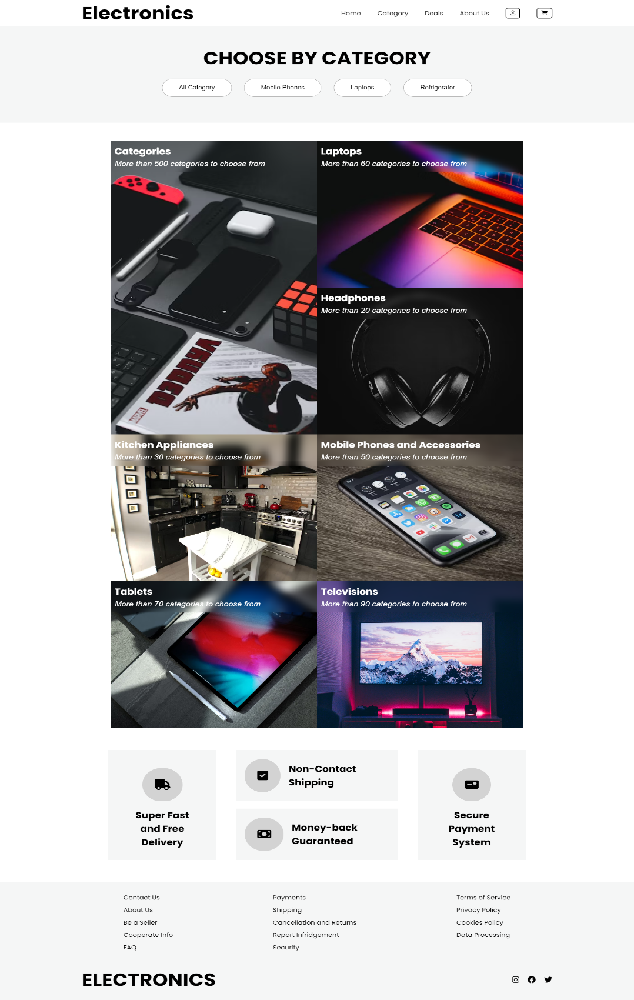 Electronics
Home Category Deals About Us
CHOOSE BY CATEGORY
All Category Mobile Phones Laptops Refrigerator
Categories
More than 500 categories to choose from
Laptops
More than 60 categories to choose from
MARVEL
Headphones
More than 20 categories to choose from
Kitchen Appliances
More than 30 categories to choose from
Mobile Phones and Accessories
More than 50 categories to choose from
Tablets
More than 70 categories to choose from
Televisions
More than 90 categories to choose from
Super Fast
and Free
Delivery
Non-Contact
Shipping
Money-back
Guaranteed
Secure
Payment
System
Contact Us
About Us
Be a Seller
Cooperate Info
FAQ
Payments
Shipping
Cancellation and Returns
Report Infridgement
Security
Terms of Service
Privacy Policy
Cookies Policy
Data Processing
ELECTRONICS